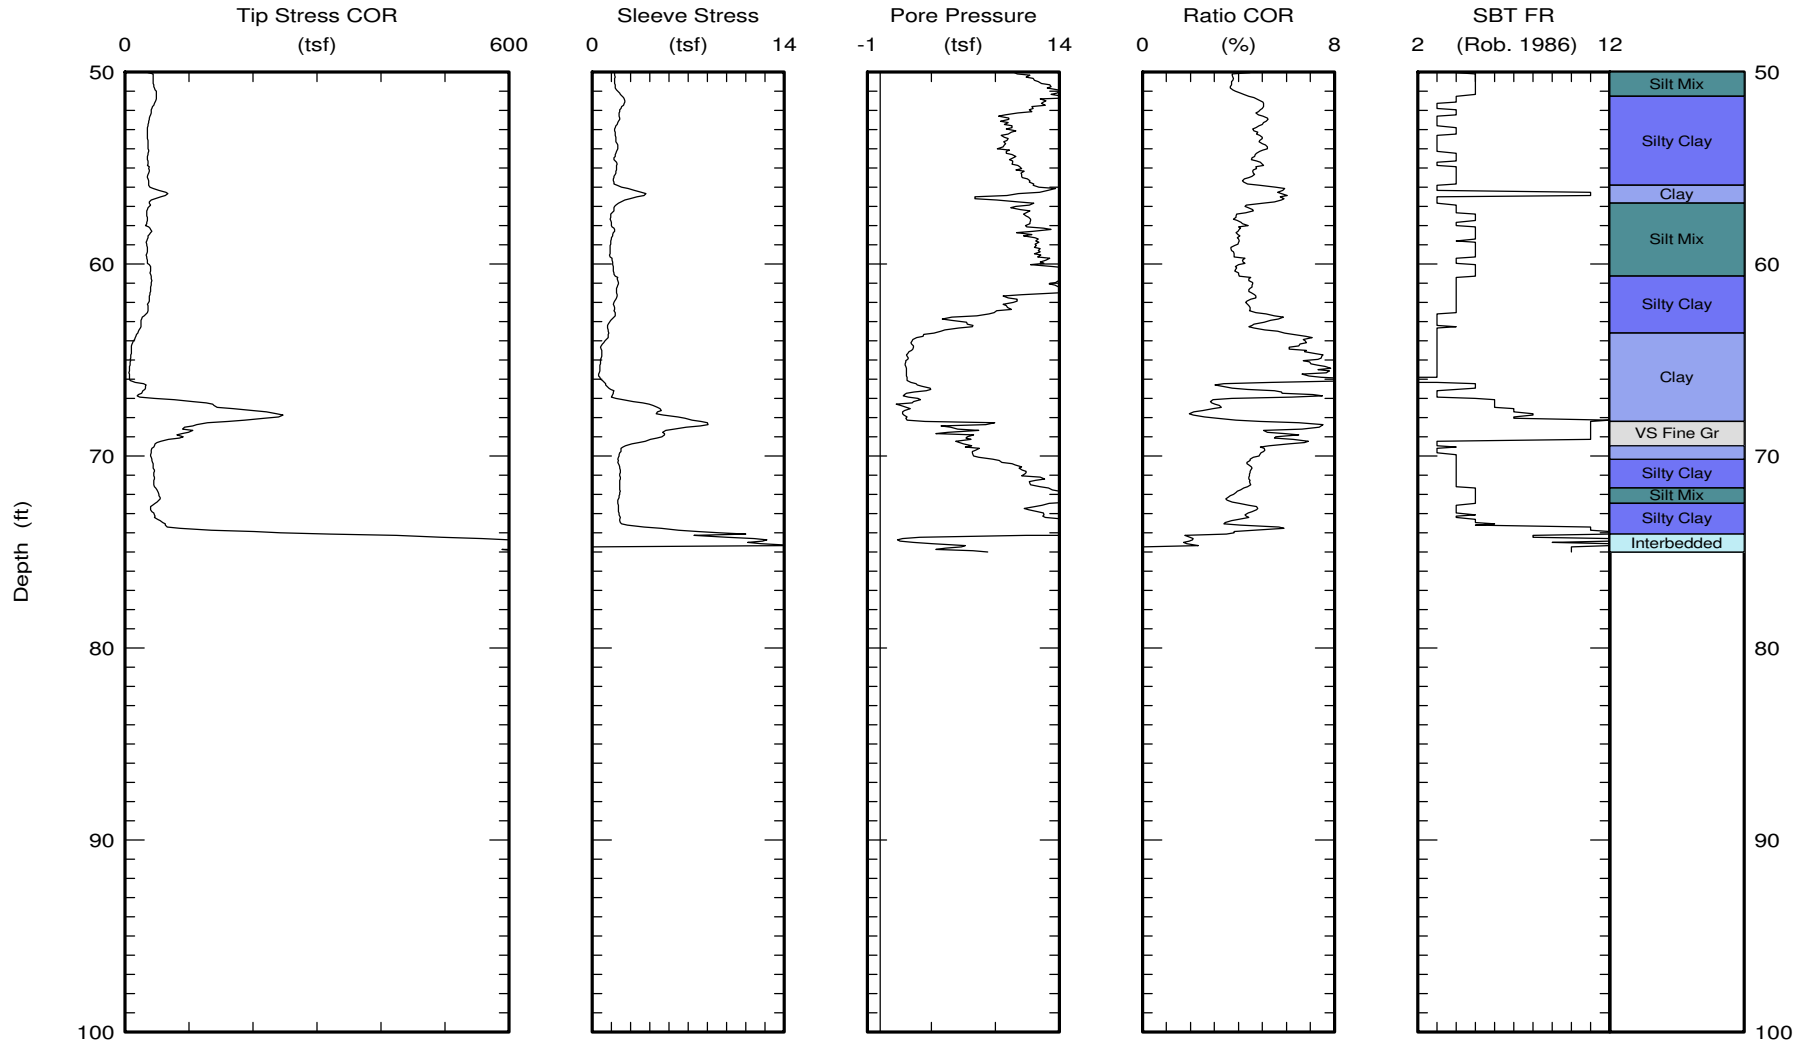 Tip Stress COR
(tsf)
0 600
Sleeve Stress
(tsf)
0 14
Pore Pressure
(tsf)
-1 14
Ratio COR
(%)
0 8
SBT FR
(Rob. 1986)
2 12
Depth (ft)
50
60
70
80
90
100
Silt Mix
Silty Clay
Clay
Silt Mix
Silty Clay
Clay
VS Fine Gr
Silty Clay
Silt Mix
Silty Clay
Interbedded
50
60
70
80
90
100